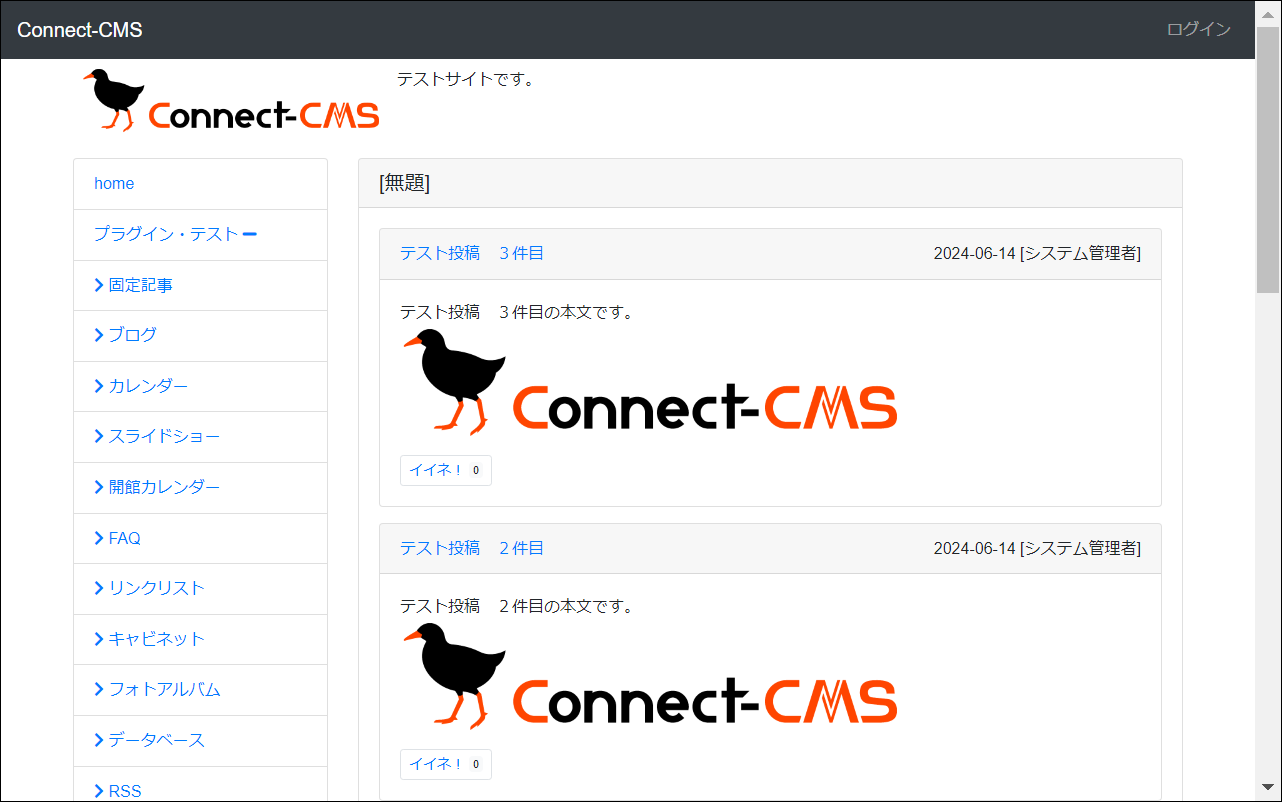 Connect-CMS
ログイン
Connect-CMS
テストサイトです。
home
プラグイン・テスト
固定記事
ブログ
カレンダー
スライドショー
開館カレンダー
FAQ
リンクリスト
キャビネット
フォトアルバム
データベース
RSS
[無題]
テスト投稿　3 件目
2024-06-14 [システム管理者]
テスト投稿　3 件目の本文です。
Connect-CMS
イイネ！ 0
テスト投稿　2 件目
2024-06-14 [システム管理者]
テスト投稿　2 件目の本文です。
Connect-CMS
イイネ！ 0